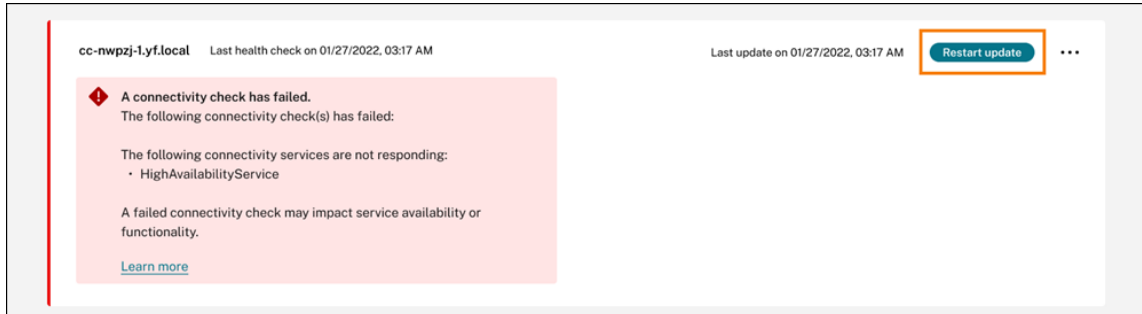 cc-nwpzj-1.yf.local Last health check on 01/27/2022, 03:17 AM Last update on 01/27/2022, 03:17 AM Restart update
A connectivity check has failed.
The following connectivity check(s) has failed:
The following connectivity services are not responding:
• HighAvailabilityService
A failed connectivity check may impact service availability or
functionality.
Learn more